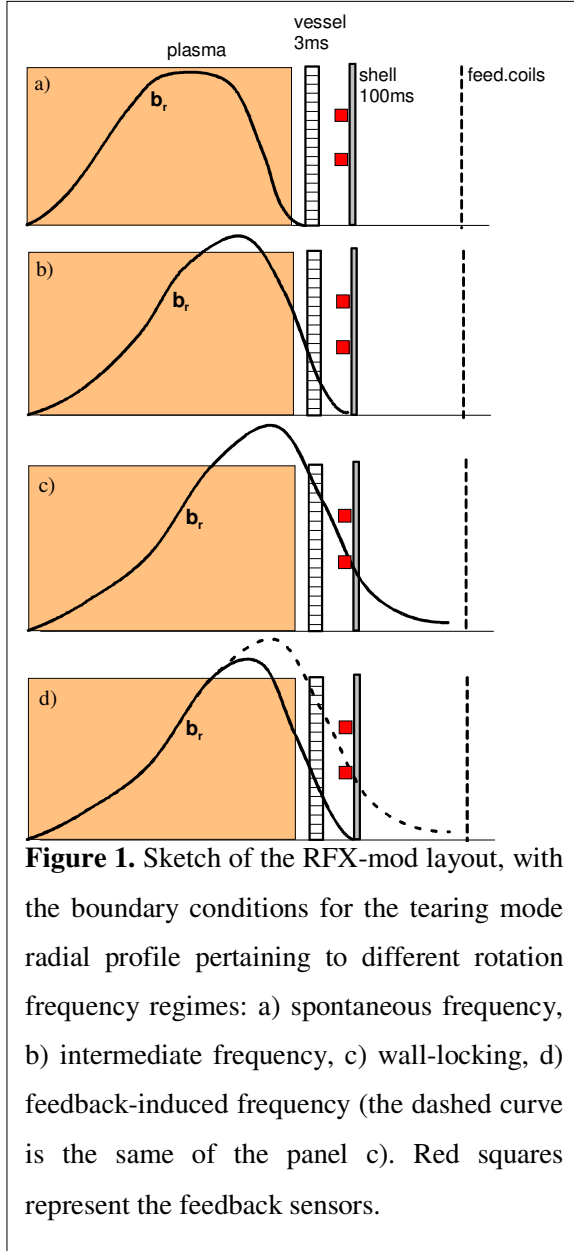 vessel
3ms
plasma
shell
100ms
feed.coils
a)
b_r
b)
b_r
c)
b_r
d)
b_r
Figure 1. Sketch of the RFX-mod layout, with
the boundary conditions for the tearing mode
radial profile pertaining to different rotation
frequency regimes: a) spontaneous frequency,
b) intermediate frequency, c) wall-locking, d)
feedback-induced frequency (the dashed curve
is the same of the panel c). Red squares
represent the feedback sensors.